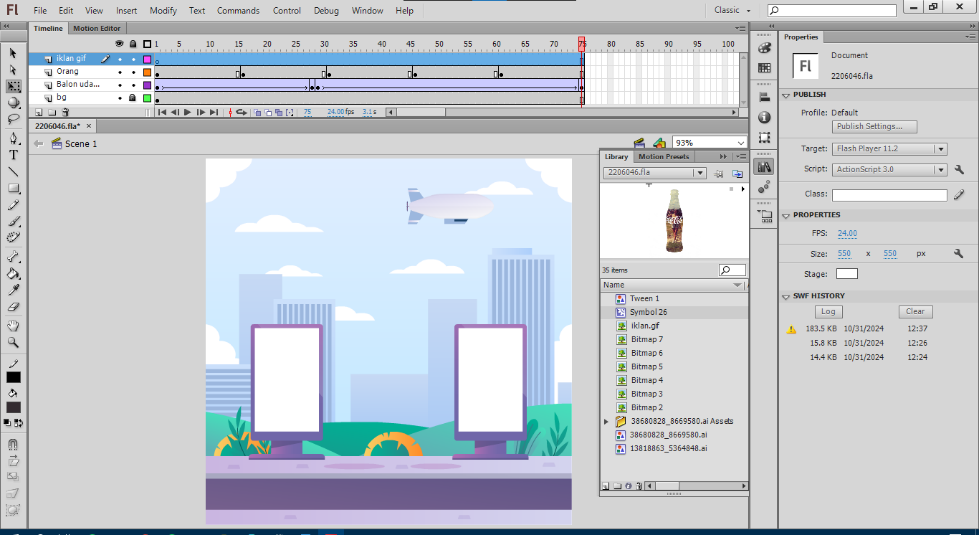 Fl File Edit View Insert Modify Text Commands Control Debug Window Help Classic
Timeline Motion Editor
1 5 10 15 20 25 30 35 40 45 50 55 60 65 70 75 80 85 90 95 100
iklan gif
Orang
Balon uda...
bg
75 24.00 fps 3.1 s
2206046.fla* ×
Scene 1
93%
Library Motion Presets
2206046.fla
35 items
Name
Tween 1
Symbol 26
iklan.gif
Bitmap 7
Bitmap 6
Bitmap 5
Bitmap 4
Bitmap 3
Bitmap 2
38680828_8669580.ai Assets
38680828_8669580.ai
13818863_5364848.ai
Properties
Fl
Document
2206046.fla
PUBLISH
Profile: Default
Publish Settings...
Target: Flash Player 11.2
Script: ActionScript 3.0
Class:
PROPERTIES
FPS: 24.00
Size: 550 x 550 px
Stage:
SWF HISTORY
Log Clear
183.5 KB 10/31/2024 12:37
15.8 KB 10/31/2024 12:26
14.4 KB 10/31/2024 12:24